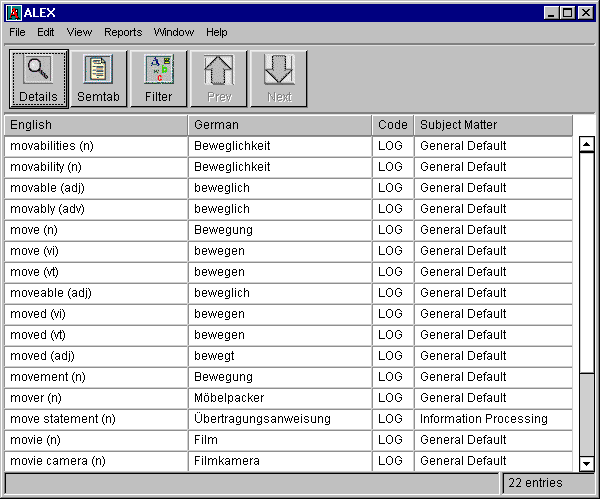 ALEX
File Edit View Reports Window Help
Details Semtab Filter Prev Next
English German Code Subject Matter
movabilities (n) Beweglichkeit LOG General Default
movability (n) Beweglichkeit LOG General Default
movable (adj) beweglich LOG General Default
movably (adv) beweglich LOG General Default
move (n) Bewegung LOG General Default
move (vi) bewegen LOG General Default
move (vt) bewegen LOG General Default
moveable (adj) beweglich LOG General Default
moved (vi) bewegen LOG General Default
moved (vt) bewegen LOG General Default
moved (adj) bewegt LOG General Default
movement (n) Bewegung LOG General Default
mover (n) Möbelpacker LOG General Default
move statement (n) Übertragungsanweisung LOG Information Processing
movie (n) Film LOG General Default
movie camera (n) Filmkamera LOG General Default
22 entries